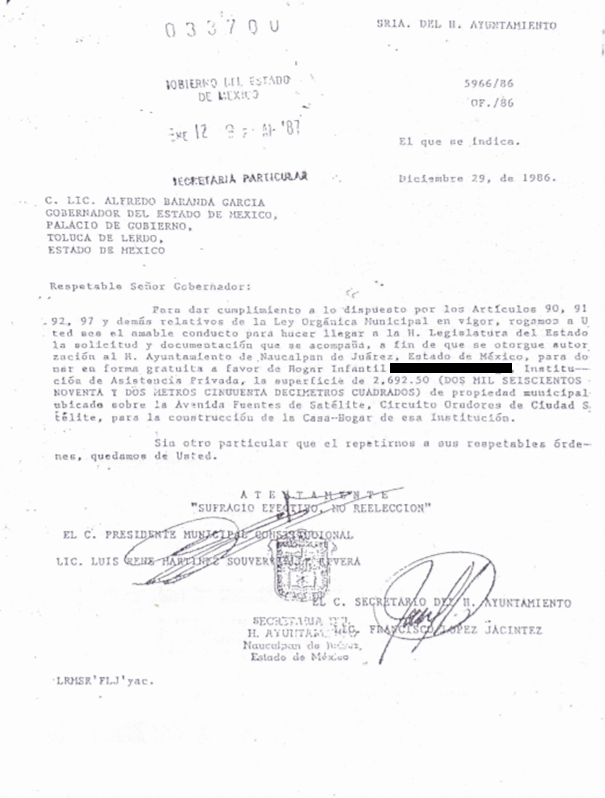 033700
SRIA. DEL H. AYUNTAMIENTO
GOBIERNO DEL ESTADO
DE MEXICO
5966/86
OF./86
ENE 12 AM '87
El que se indica.
SECRETARIA PARTICULAR
Diciembre 29, de 1986.
C. LIC. ALFREDO BARANDA GARCIA
GOBERNADOR DEL ESTADO DE MEXICO,
PALACIO DE GOBIERNO,
TOLUCA DE LERDO,
ESTADO DE MEXICO
Respetable Señor Gobernador:
Para dar cumplimiento a lo dispuesto por los Artículos 90, 91
92, 97 y demás relativos de la Ley Orgánica Municipal en vigor, rogamos a U
ted sea el amable conducto para hacer llegar a la H. Legislatura del Estado
la solicitud y documentación que se acompaña, a fin de que se otorgue autor
zación al H. Ayuntamiento de Naucalpan de Juárez, Estado de México, para do
nar en forma gratuita a favor de Hogar Infantil , Institu--
ción de Asistencia Privada, la superficie de 2,692.50 (DOS MIL SEISCIENTOS
NOVENTA Y DOS METROS CINCUENTA DECIMETROS CUADRADOS) de propiedad municipal
ubicado sobre la Avenida Fuentes de Satélite, Circuito Oradores de Ciudad S
télite, para la construcción de la Casa-Hogar de esa Institución.
Sin otro particular que el repetirnos a sus respetables órde-
nes, quedamos de Usted.
A T E N T A M E N T E
"SUFRAGIO EFECTIVO, NO REELECCION"
EL C. PRESIDENTE MUNICIPAL CONSTITUCIONAL
LIC. LUIS RENE MARTINEZ SOUVERVIELLE RIVERA
EL C. SECRETARIO DEL H. AYUNTAMIENTO
LIC. FRANCISCO LOPEZ JACINTEZ
SECRETARIA DEL
H. AYUNTAMIENTO
Naucalpan de Juárez,
Estado de México
LRMSR'FLJ'yac.